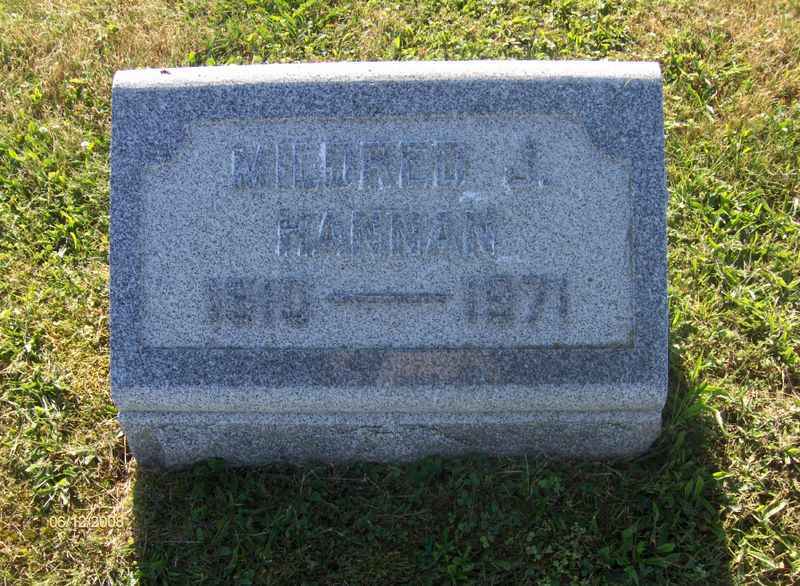 MILDRED J.
HANNAN
1910 — 1971
06/12/2008